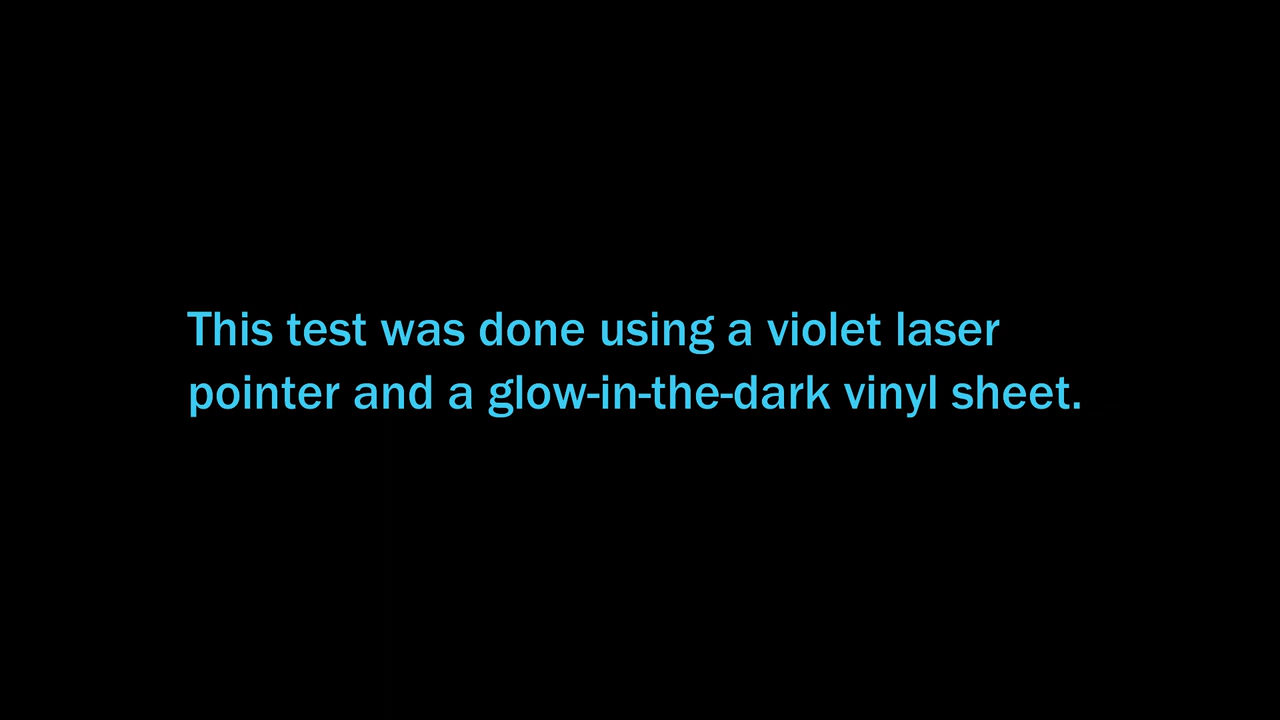 This test was done using a violet laser
pointer and a glow-in-the-dark vinyl sheet.